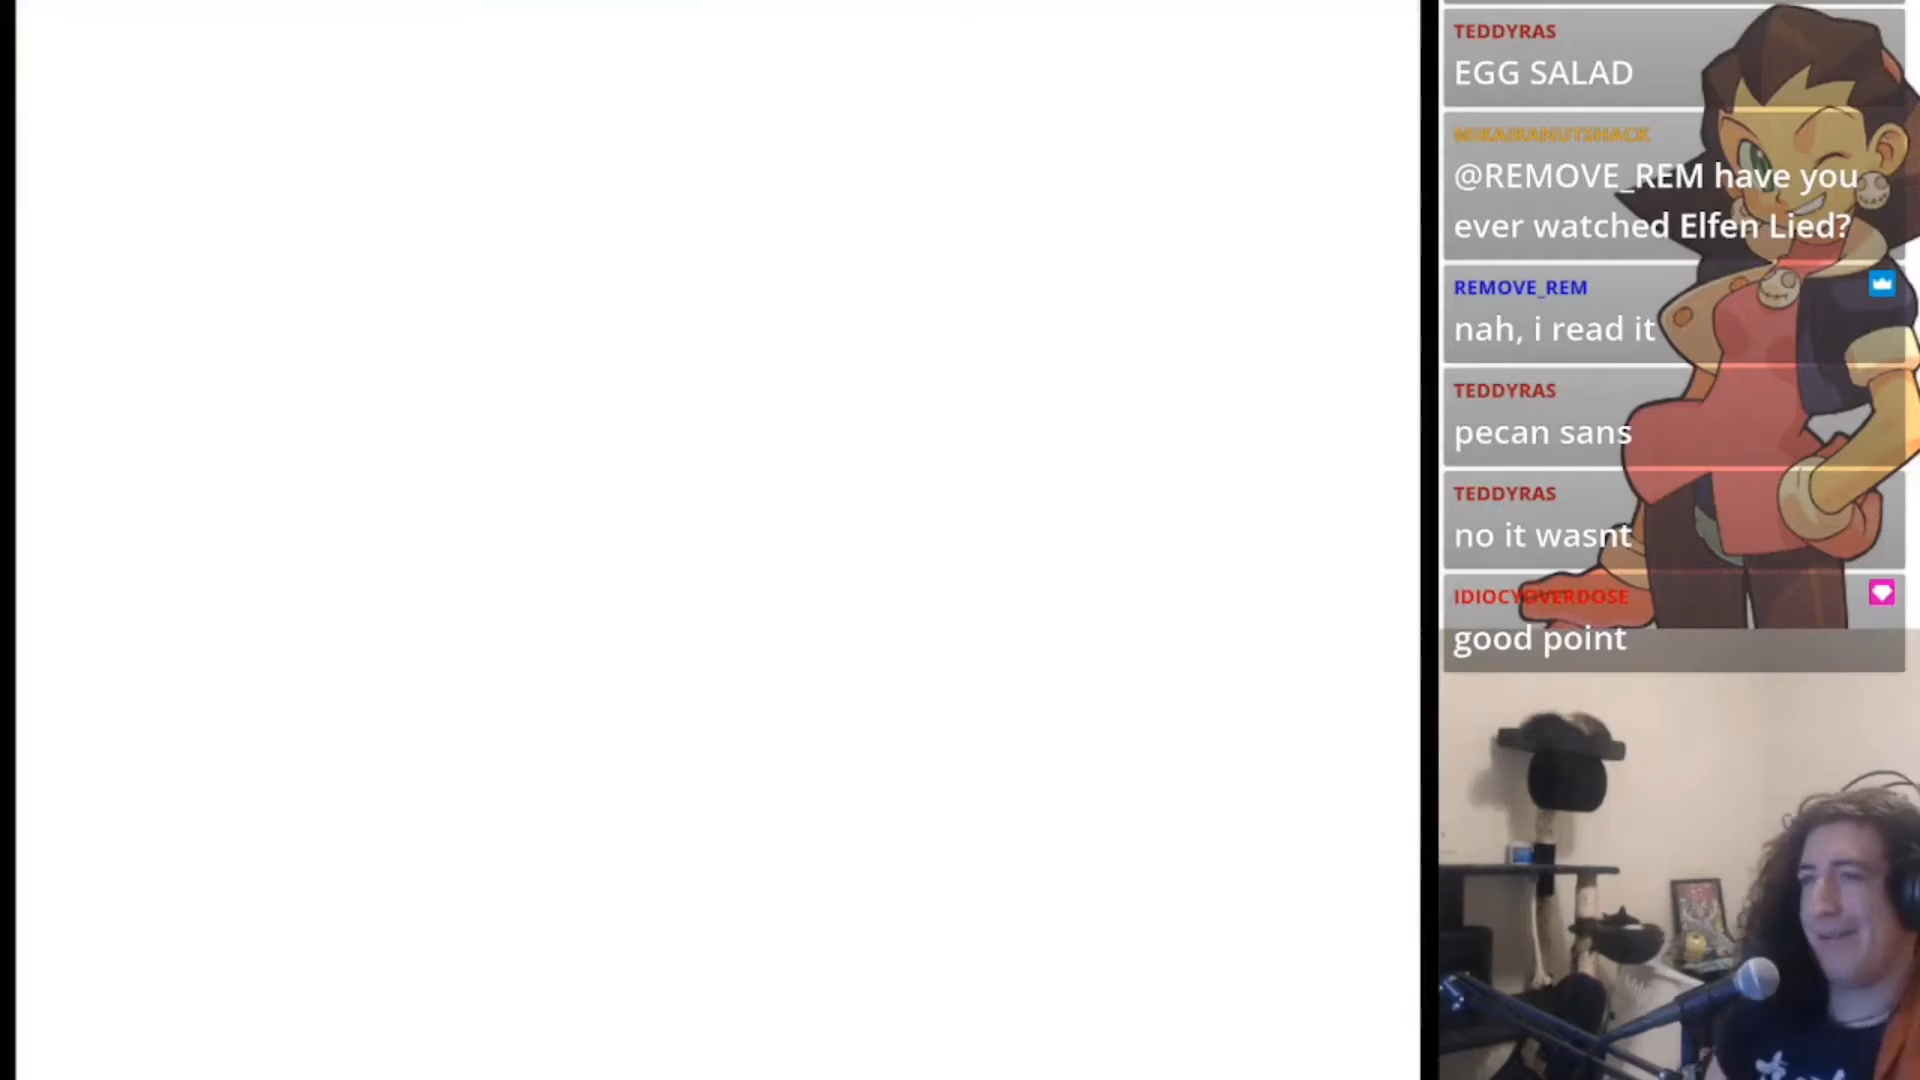 TEDDYRAS
EGG SALAD
MIKAIRANUTSHACK
@REMOVE_REM have you
ever watched Elfen Lied?
REMOVE_REM
nah, i read it
TEDDYRAS
pecan sans
TEDDYRAS
no it wasnt
IDIOCYOVERDOSE
good point